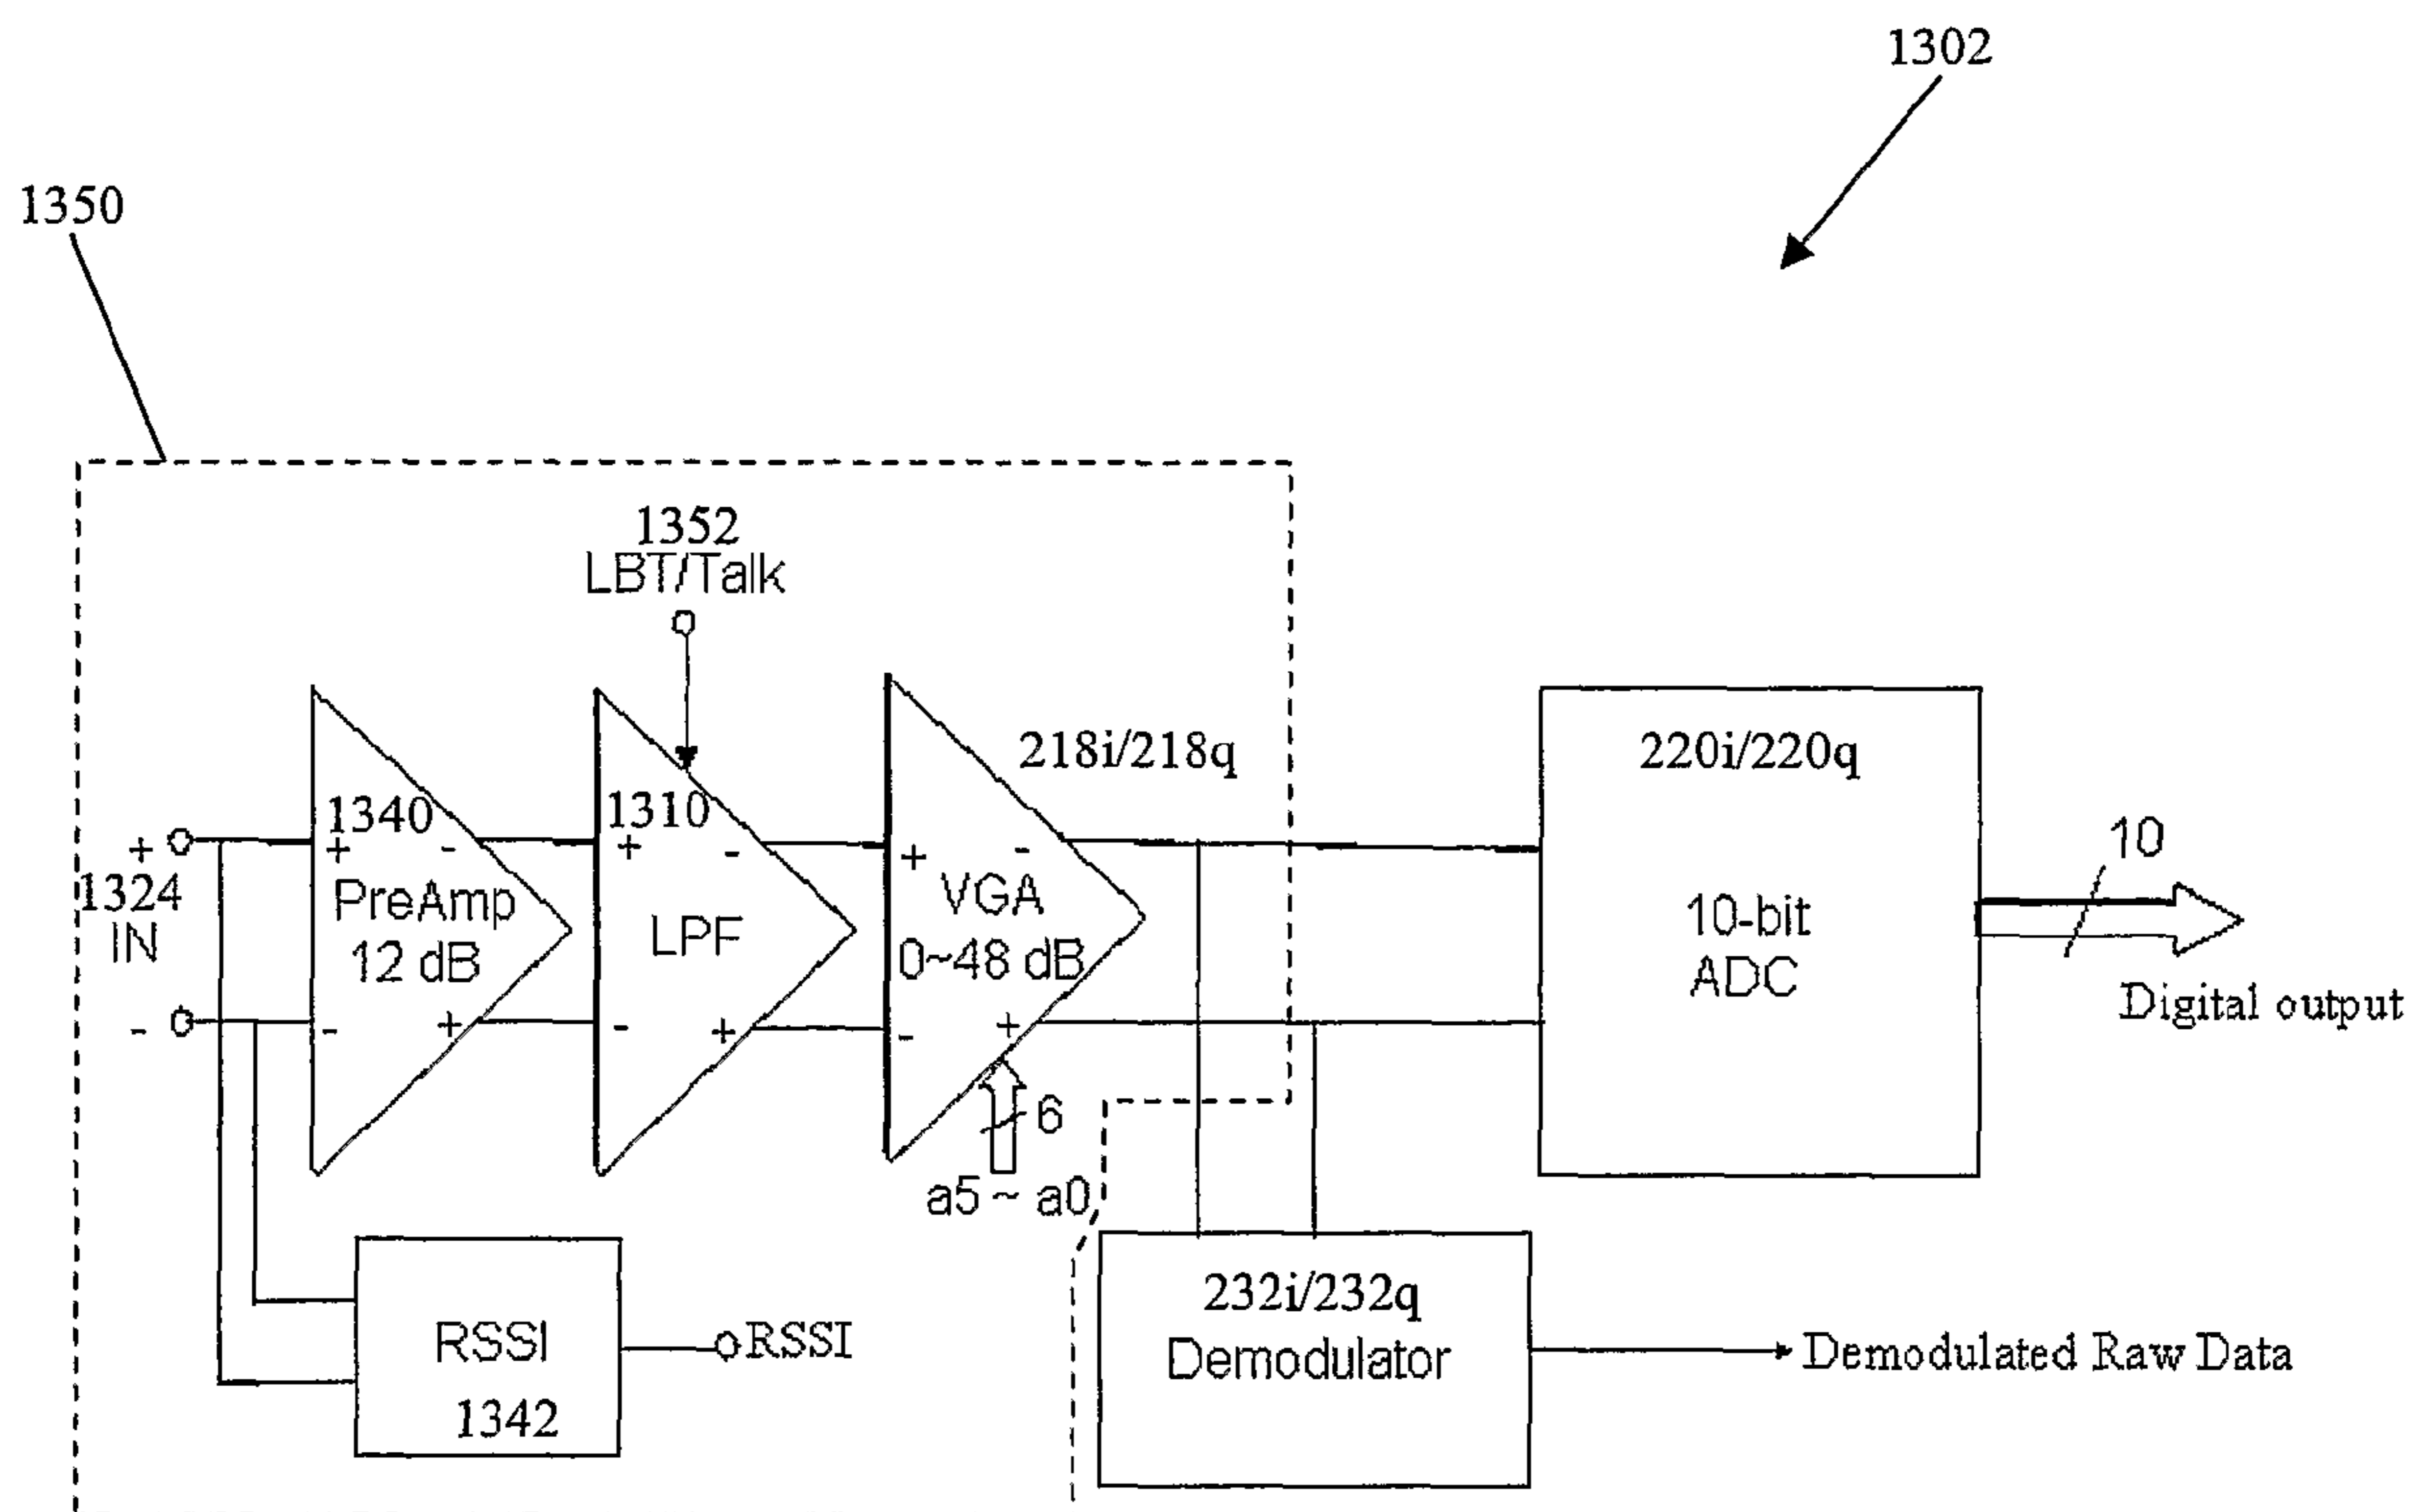 1302
1350
1352
LBT/Talk
218i/218q
220i/220q
1340
1310
+ + - + - + -
10
1324
IN
PreAmp
12 dB
LPF
VGA
0~48 dB
10-bit
ADC
Digital output
- - + - + - +
6
a5 ~ a0
232i/232q
Demodulator
RSSI
1342
RSSI
Demodulated Raw Data